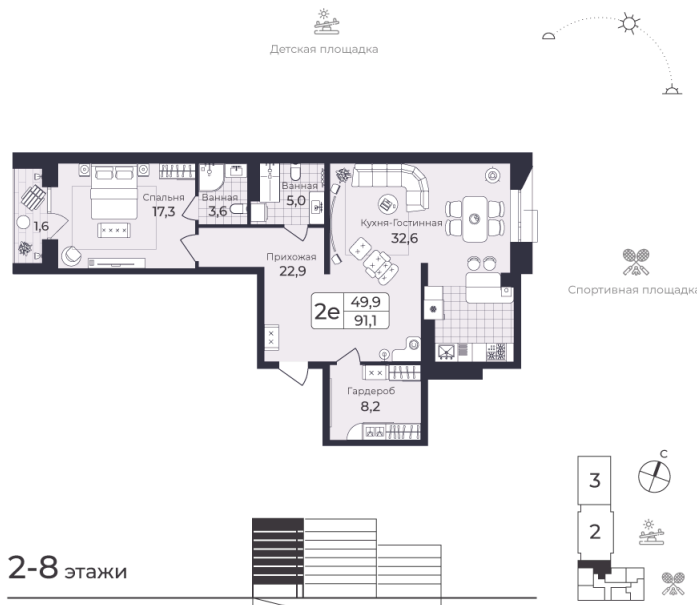 Детская площадка
Спальня
17,3
Ванная
3,6
Ванная
5,0
Кухня-Гостинная
32,6
1,6
Прихожая
22,9
2е
49,9
91,1
Спортивная площадка
Гардероб
8,2
С
3
2
2-8 этажи